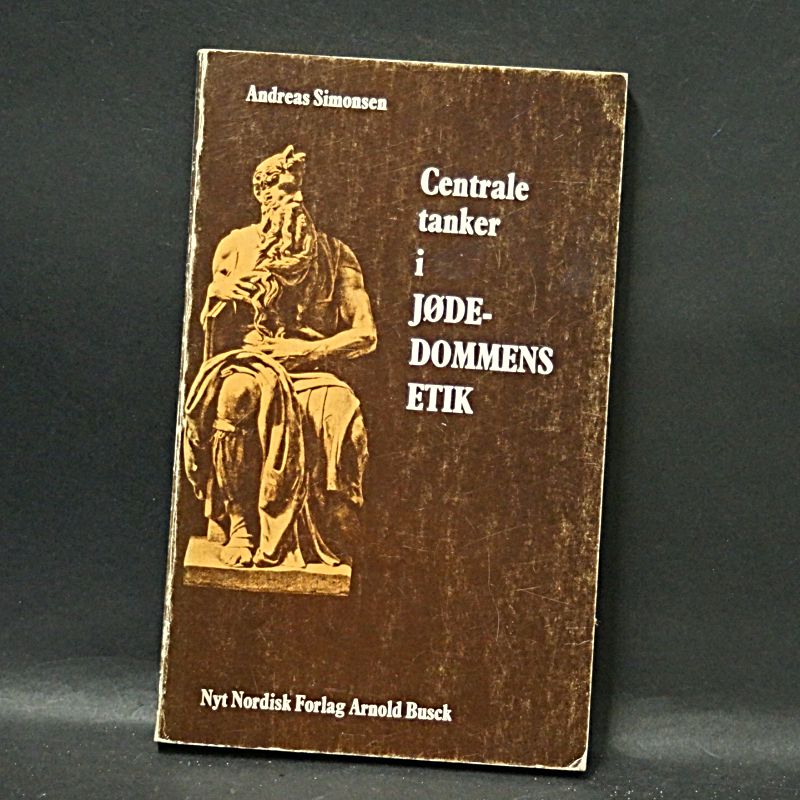 Andreas Simonsen
Centrale
tanker
i
JØDE-
DOMMENS
ETIK
Nyt Nordisk Forlag Arnold Busck